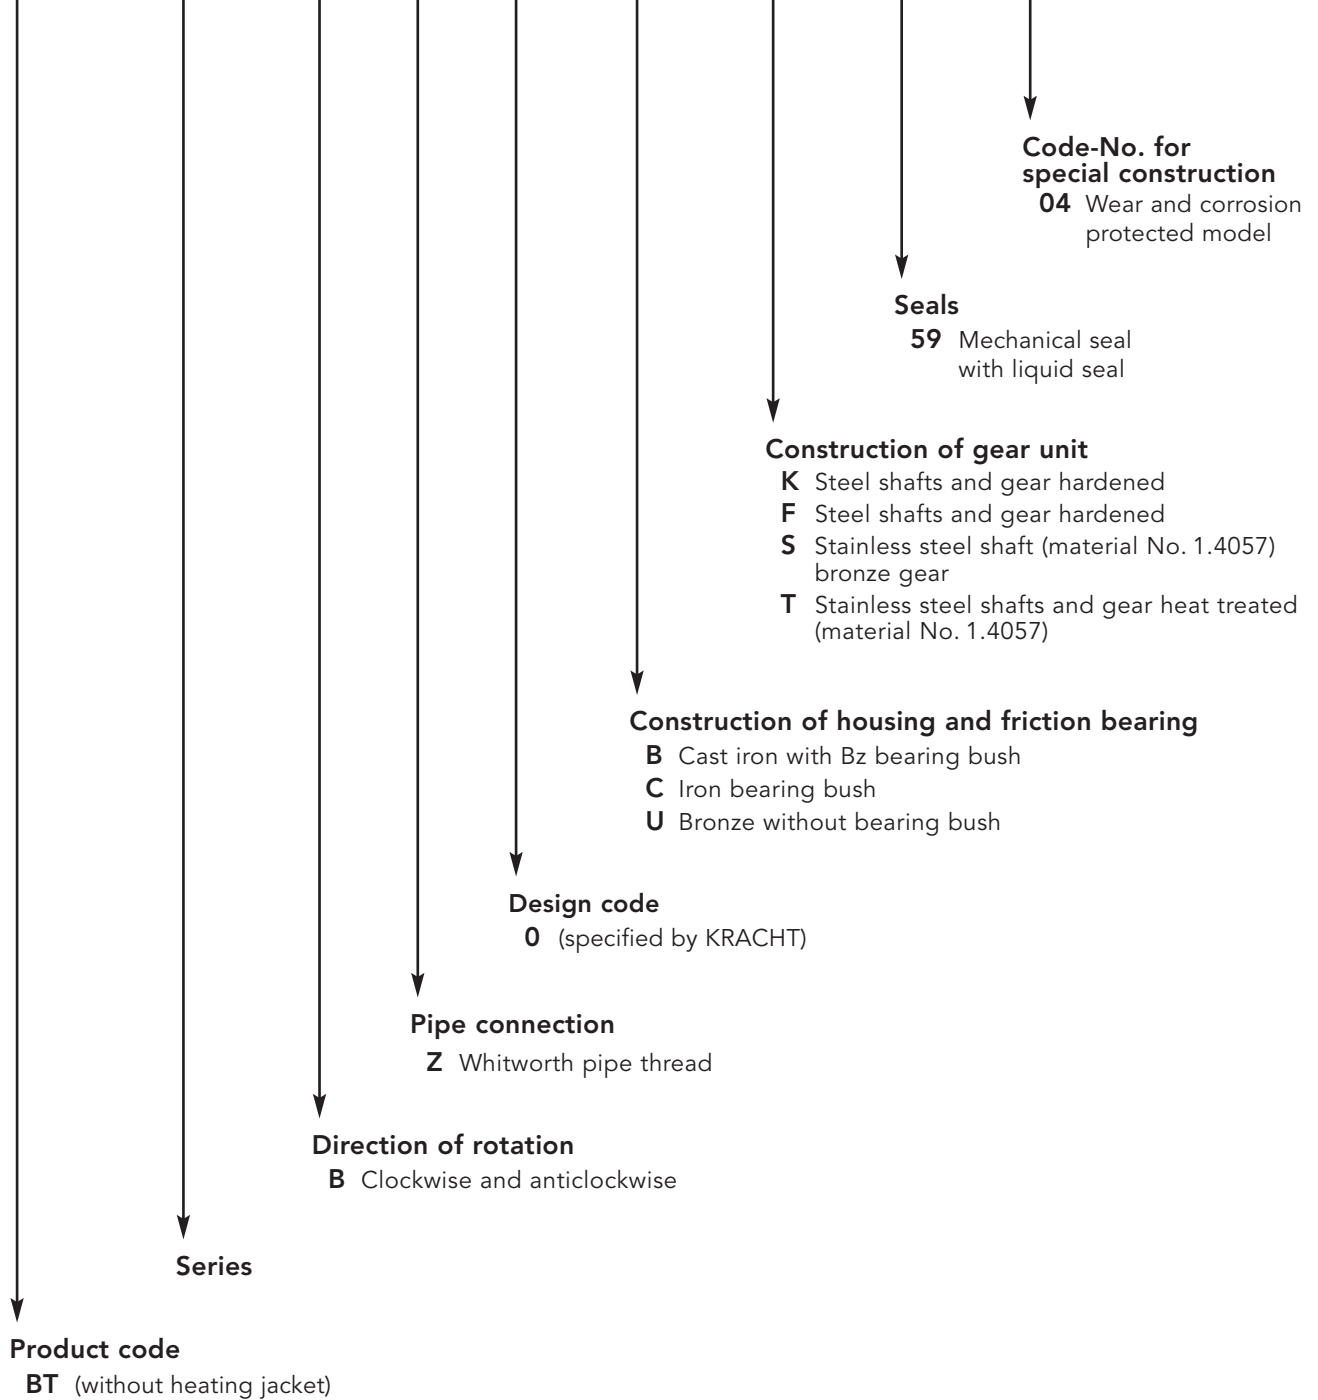 Code-No. for
special construction
04 Wear and corrosion
protected model
Seals
59 Mechanical seal
with liquid seal
Construction of gear unit
K Steel shafts and gear hardened
F Steel shafts and gear hardened
S Stainless steel shaft (material No. 1.4057)
bronze gear
T Stainless steel shafts and gear heat treated
(material No. 1.4057)
Construction of housing and friction bearing
B Cast iron with Bz bearing bush
C Iron bearing bush
U Bronze without bearing bush
Design code
0 (specified by KRACHT)
Pipe connection
Z Whitworth pipe thread
Direction of rotation
B Clockwise and anticlockwise
Series
Product code
BT (without heating jacket)